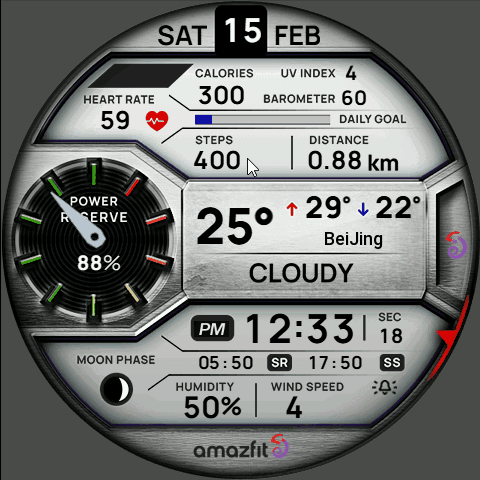 SAT 15 FEB
CALORIES
300
UV INDEX 4
BAROMETER 60
HEART RATE
59
DAILY GOAL
STEPS
400
DISTANCE
0.88 km
POWER
RESERVE
88%
25°
29° 22°
BeiJing
CLOUDY
PM 12:33
SEC
18
05:50 SR 17:50 SS
MOON PHASE
HUMIDITY
50%
WIND SPEED
4
amazfit